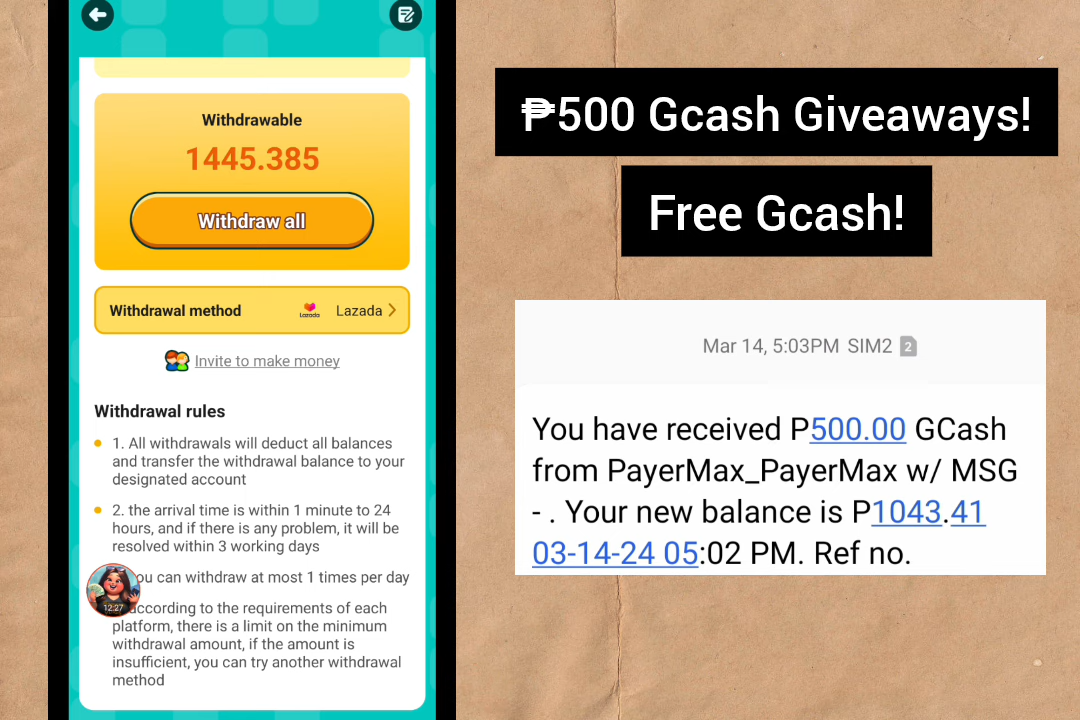 Withdrawable
1445.385
Withdraw all
Withdrawal method
Lazada
Lazada
Invite to make money
Withdrawal rules
1. All withdrawals will deduct all balances
and transfer the withdrawal balance to your
designated account
2. the arrival time is within 1 minute to 24
hours, and if there is any problem, it will be
resolved within 3 working days
ou can withdraw at most 1 times per day
12:27
according to the requirements of each
platform, there is a limit on the minimum
withdrawal amount, if the amount is
insufficient, you can try another withdrawal
method
₱500 Gcash Giveaways!
Free Gcash!
Mar 14, 5:03PM SIM2 2
You have received P500.00 GCash
from PayerMax_PayerMax w/ MSG
- . Your new balance is P1043.41
03-14-24 05:02 PM. Ref no.